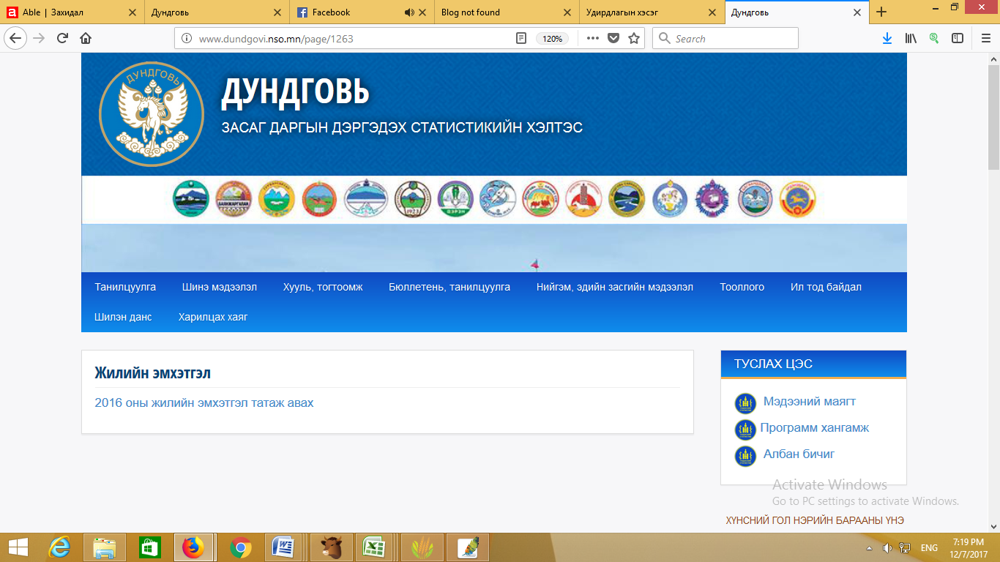 Able | Захидал
Дундговь
Facebook
Blog not found
Удирдлагын хэсэг
Дундговь
www.dundgovi.nso.mn/page/1263
120%
Search
ДУНДГОВЬ
ДУНДГОВЬ
ЗАСАГ ДАРГЫН ДЭРГЭДЭХ СТАТИСТИКИЙН ХЭЛТЭС
1923
ДЭРЭН
Танилцуулга
Шинэ мэдээлэл
Хууль, тогтоомж
Бюллетень, танилцуулга
Нийгэм, эдийн засгийн мэдээлэл
Тооллого
Ил тод байдал
Шилэн данс
Харилцах хаяг
Жилийн эмхэтгэл
2016 оны жилийн эмхэтгэл татаж авах
ТУСЛАХ ЦЭС
Мэдээний маягт
Программ хангамж
Албан бичиг
Activate Windows
Go to PC settings to activate Windows.
ХҮНСНИЙ ГОЛ НЭРИЙН БАРААНЫ ҮНЭ
ENG
7:19 PM
12/7/2017